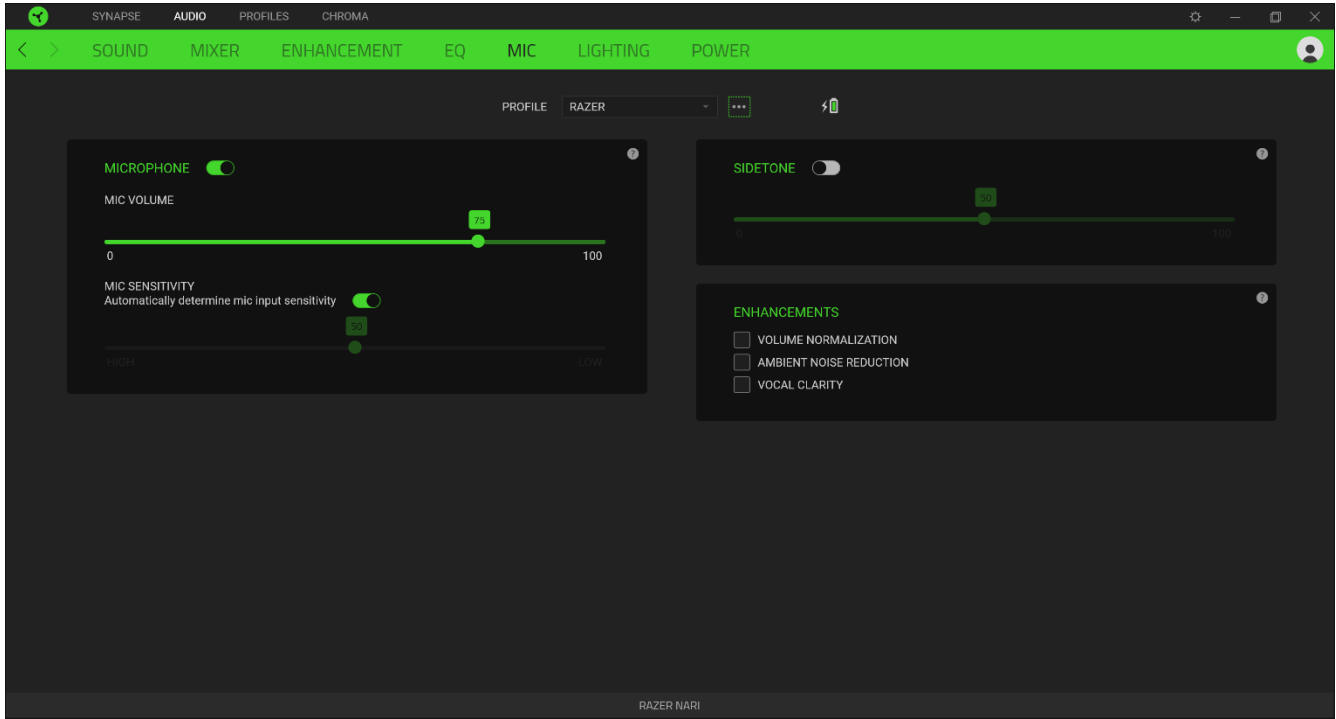 SYNAPSE AUDIO PROFILES CHROMA
SOUND MIXER ENHANCEMENT EQ MIC LIGHTING POWER
PROFILE RAZER
MICROPHONE
MIC VOLUME
75
0 100
MIC SENSITIVITY
Automatically determine mic input sensitivity
50
HIGH LOW
SIDETONE
50
0 100
ENHANCEMENTS
VOLUME NORMALIZATION
AMBIENT NOISE REDUCTION
VOCAL CLARITY
RAZER NARI